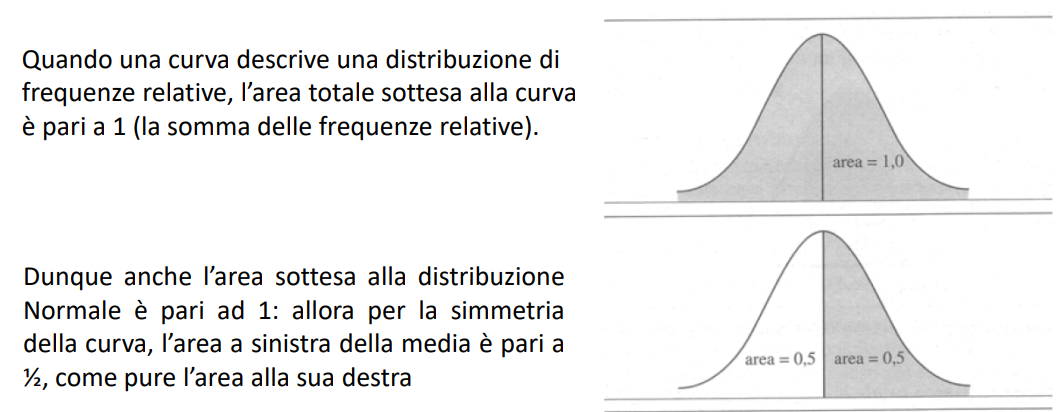 Quando una curva descrive una distribuzione di
frequenze relative, l’area totale sottesa alla curva
è pari a 1 (la somma delle frequenze relative).
area = 1,0
Dunque anche l’area sottesa alla distribuzione
Normale è pari ad 1: allora per la simmetria
della curva, l’area a sinistra della media è pari a
½, come pure l’area alla sua destra
area = 0,5
area = 0,5